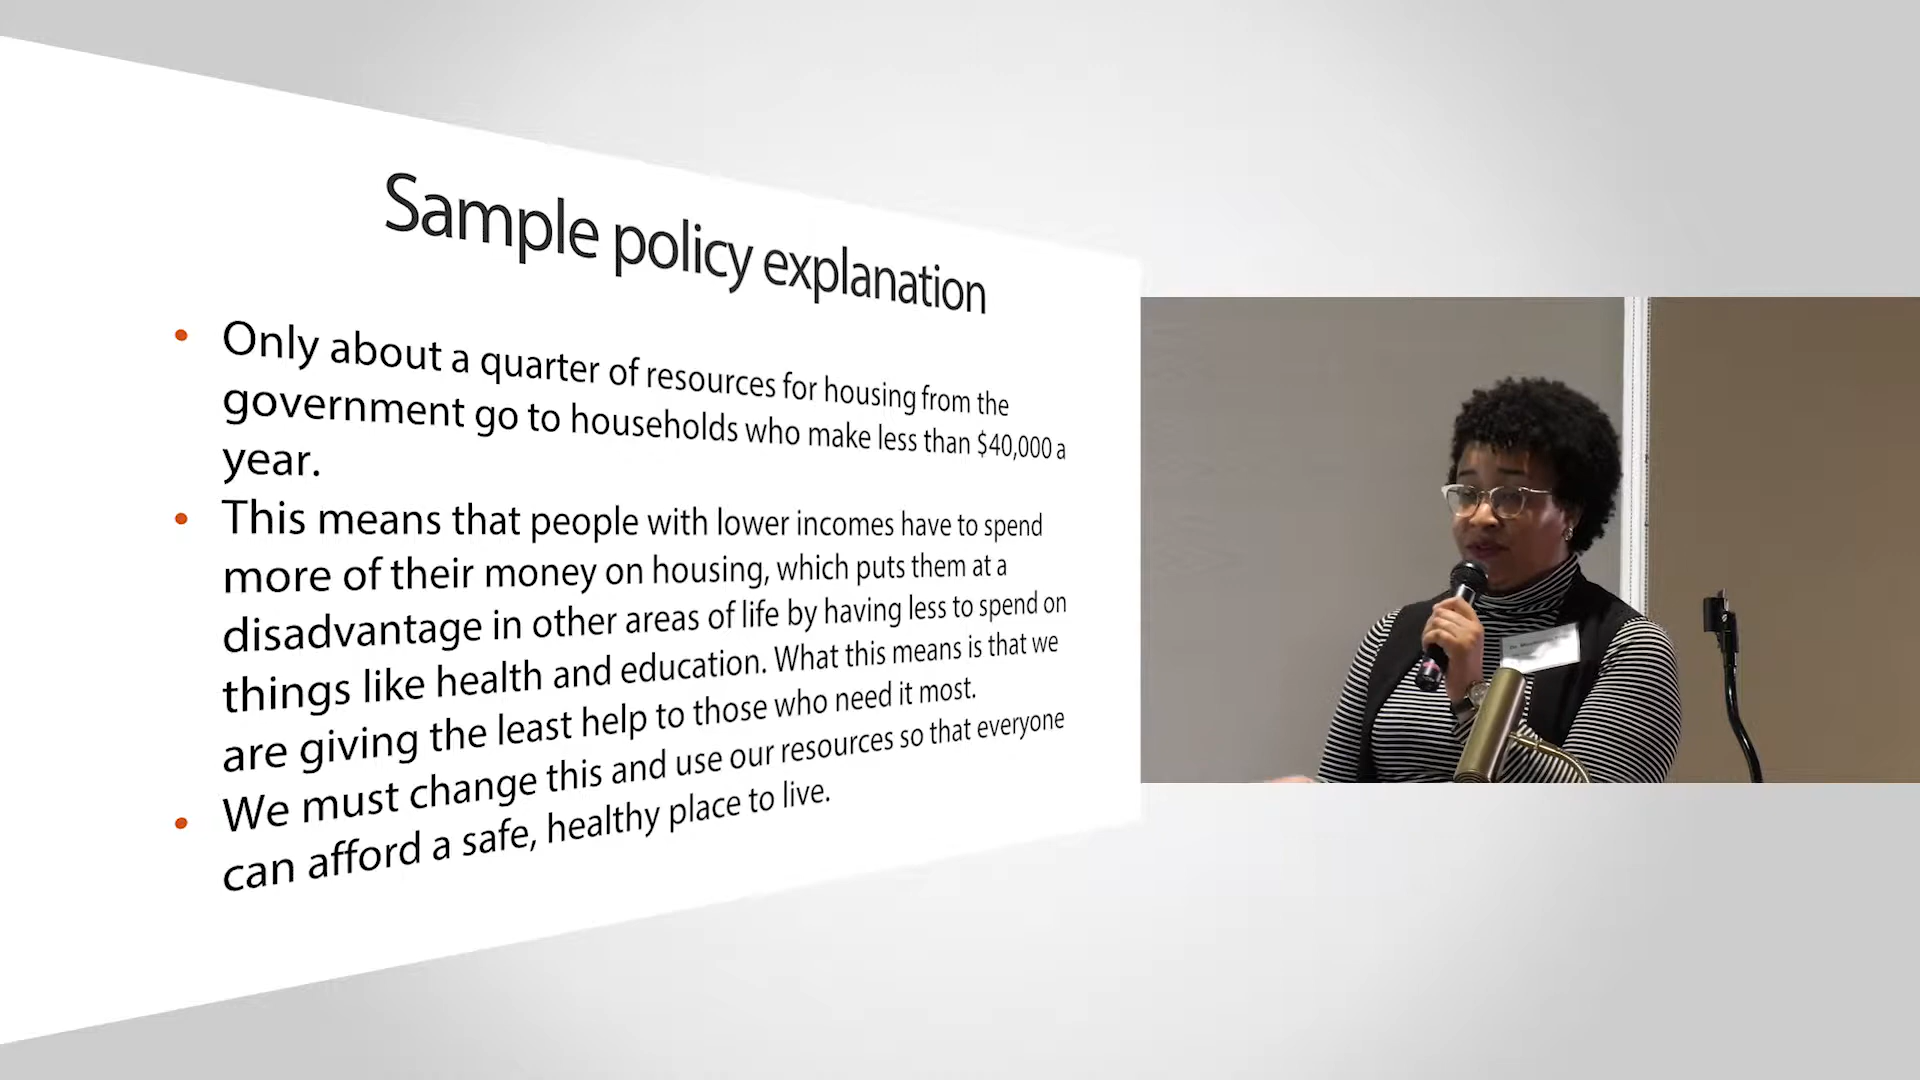 Sample policy explanation
• Only about a quarter of resources for housing from the
government go to households who make less than $40,000 a
year.
• This means that people with lower incomes have to spend
more of their money on housing, which puts them at a
disadvantage in other areas of life by having less to spend on
things like health and education. What this means is that we
are giving the least help to those who need it most.
• We must change this and use our resources so that everyone
can afford a safe, healthy place to live.